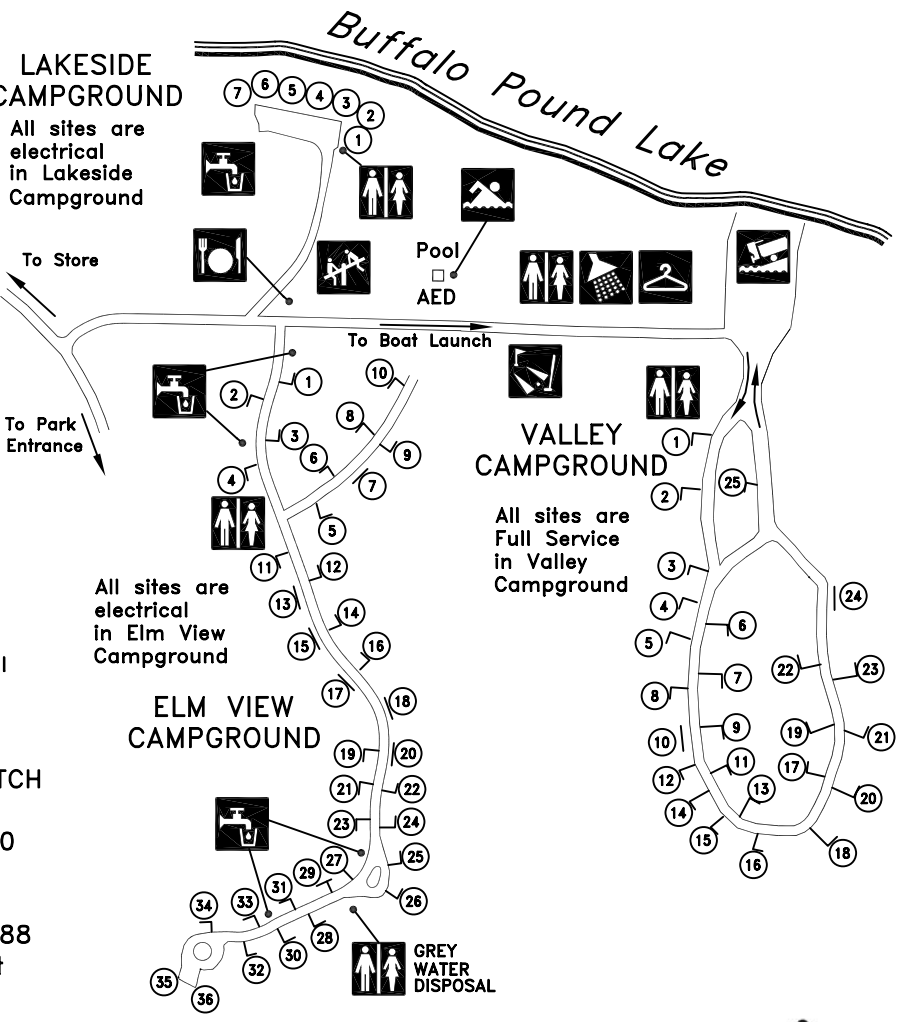 Buffalo Pound Lake
LAKESIDE
CAMPGROUND
All sites are
electrical
in Lakeside
Campground
7
6
5
4
3
2
1
To Store
Pool
AED
To Boat Launch
To Park
Entrance
VALLEY
CAMPGROUND
All sites are
Full Service
in Valley
Campground
1
2
3
4
5
6
7
8
9
10
11
12
13
14
15
16
17
18
19
20
21
22
23
24
25
All sites are
electrical
in Elm View
Campground
ELM VIEW
CAMPGROUND
1
2
3
4
5
6
7
8
9
10
11
12
13
14
15
16
17
18
19
20
21
22
23
24
25
26
27
28
29
30
31
32
33
34
35
36
GREY
WATER
DISPOSAL
TCH
0
88